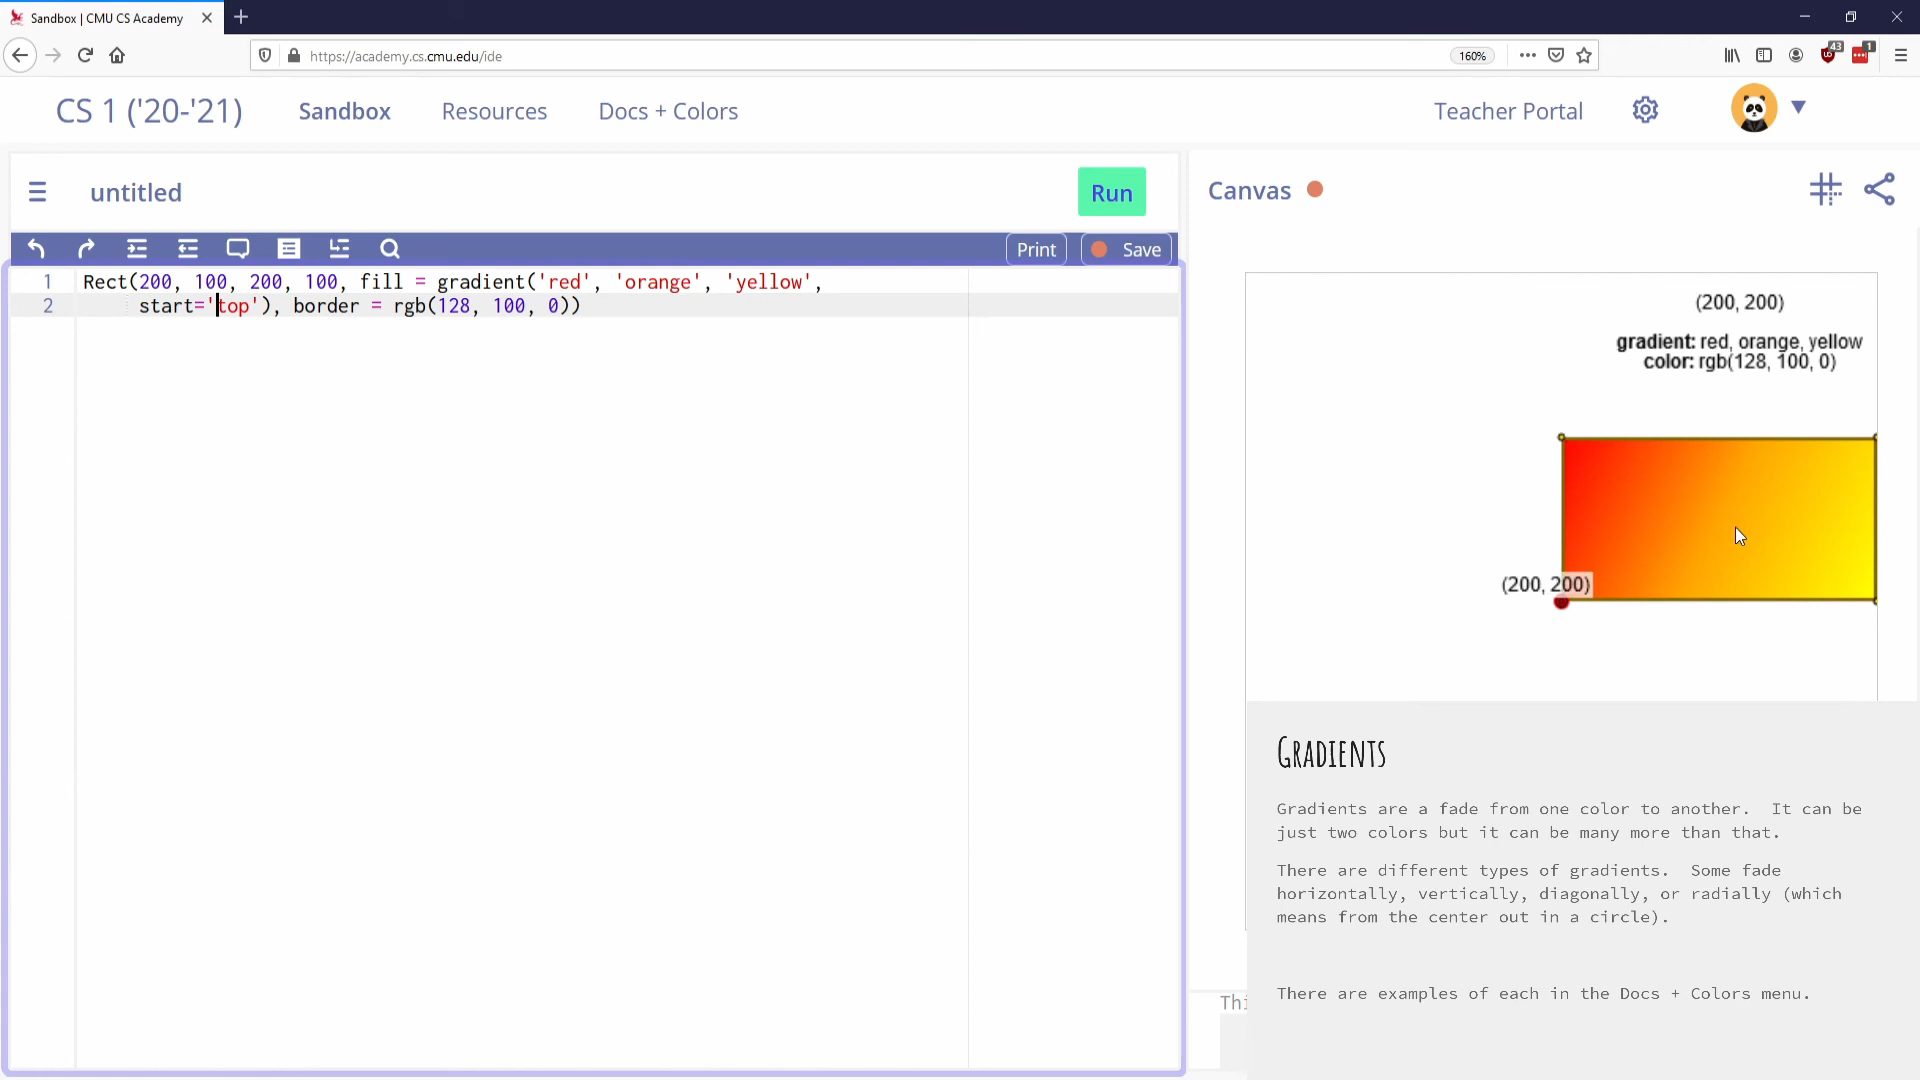 Sandbox | CMU CS Academy
https://academy.cs.cmu.edu/ide
160%
43
1
CS 1 ('20-'21)
Sandbox
Resources
Docs + Colors
Teacher Portal
untitled
Run
Canvas
Print
Save
1 Rect(200, 100, 200, 100, fill = gradient('red', 'orange', 'yellow',
2 start='top'), border = rgb(128, 100, 0))
(200, 200)
gradient: red, orange, yellow
color: rgb(128, 100, 0)
(200, 200)
Gradients
Gradients are a fade from one color to another. It can be
just two colors but it can be many more than that.
There are different types of gradients. Some fade
horizontally, vertically, diagonally, or radially (which
means from the center out in a circle).
There are examples of each in the Docs + Colors menu.